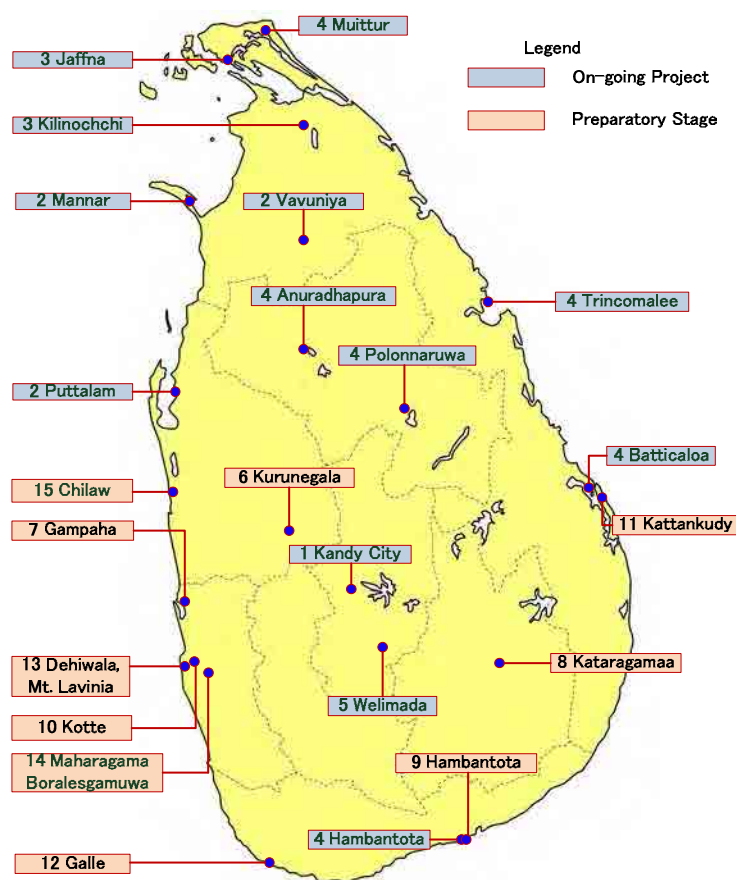 4 Muittur
Legend
3 Jaffna
On-going Project
Preparatory Stage
3 Kilinochchi
2 Mannar
2 Vavuniya
4 Anuradhapura
4 Trincomalee
4 Polonnaruwa
2 Puttalam
4 Batticaloa
6 Kurunegala
15 Chilaw
7 Gampaha
11 Kattankudy
1 Kandy City
13 Dehiwala,
Mt. Lavinia
8 Kataragamaa
5 Welimada
10 Kotte
14 Maharagama
Boralesgamuwa
9 Hambantota
4 Hambantota
12 Galle